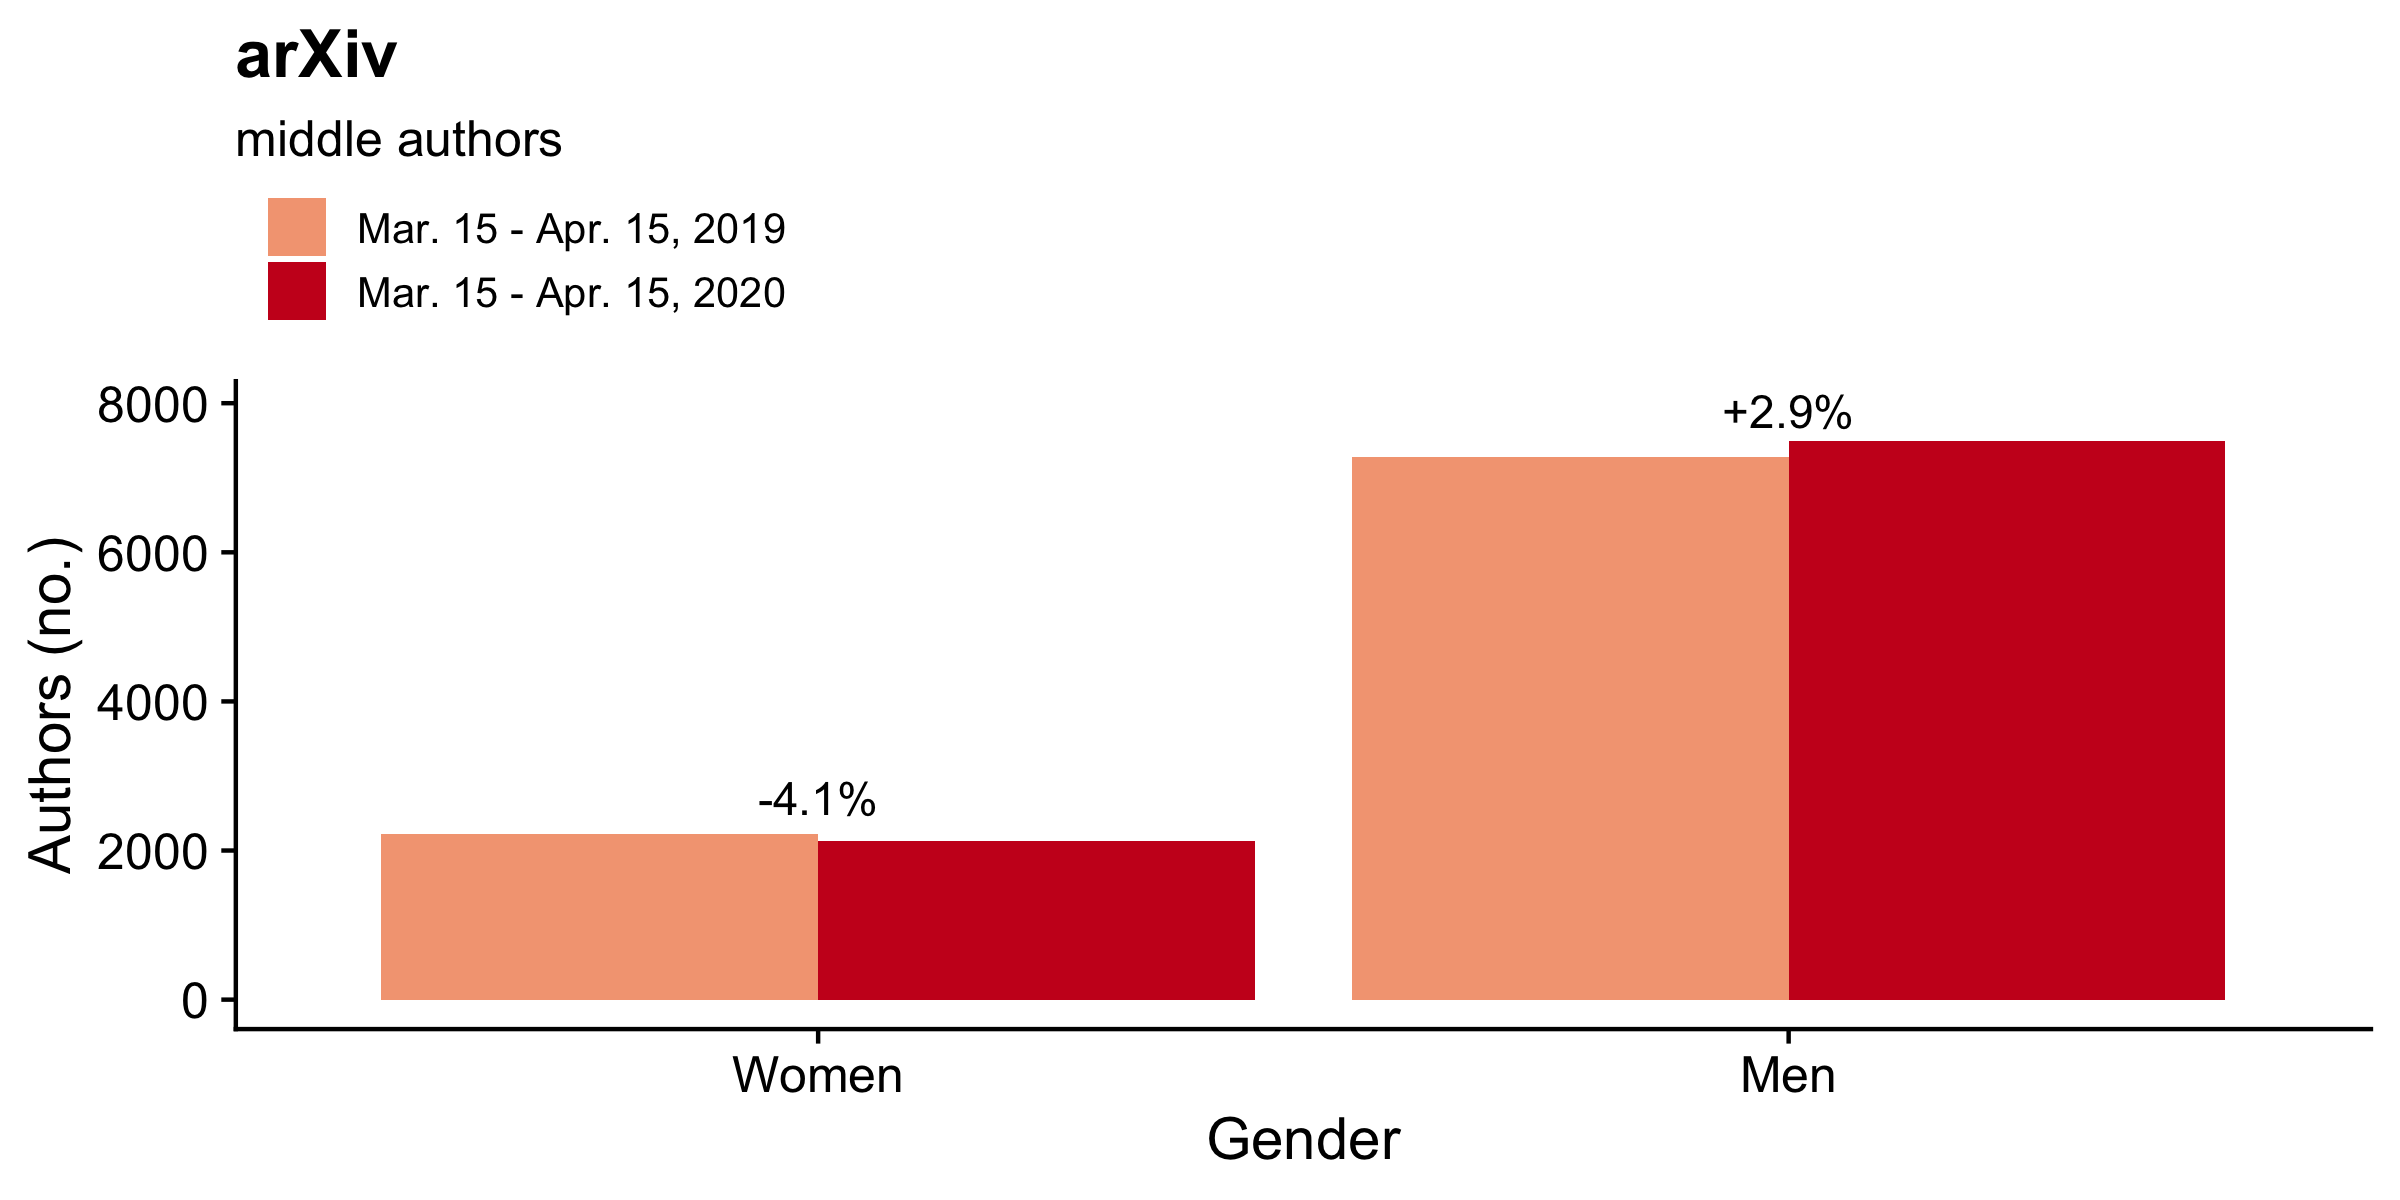 arXiv
middle authors
Mar. 15 - Apr. 15, 2019
Mar. 15 - Apr. 15, 2020
Authors (no.)
8000
6000
4000
2000
0
-4.1%
+2.9%
Women
Men
Gender